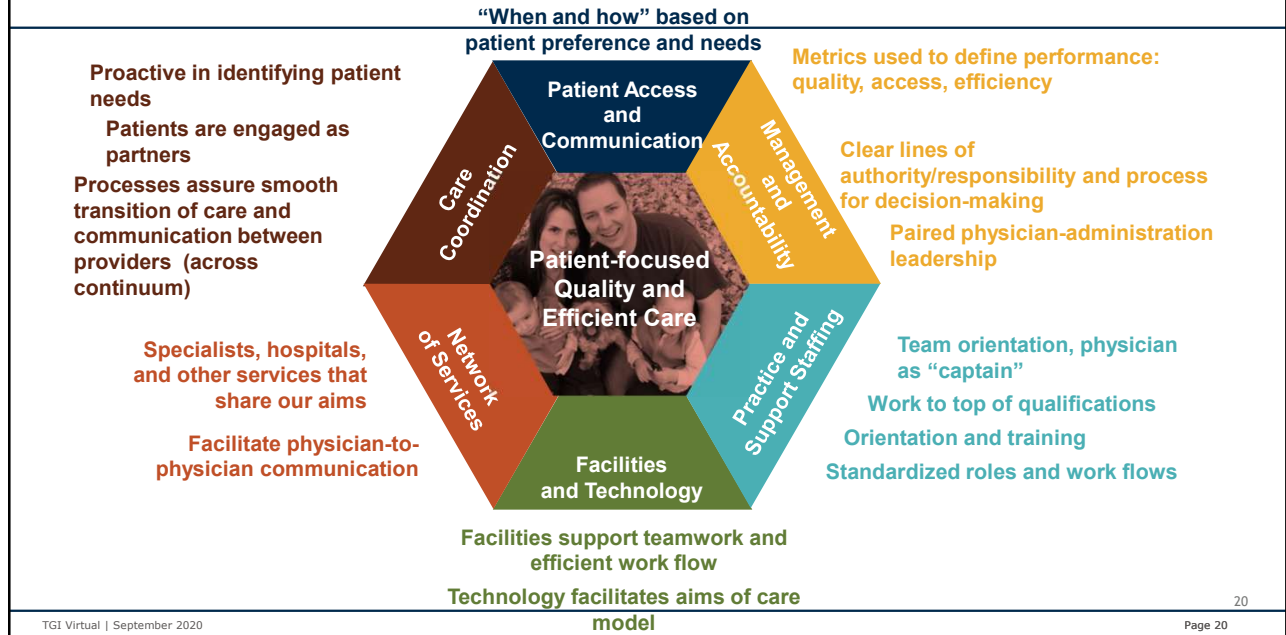 “When and how” based on
patient preference and needs
Proactive in identifying patient
needs
Patients are engaged as
partners
Processes assure smooth
transition of care and
communication between
providers (across
continuum)
Specialists, hospitals,
and other services that
share our aims
Facilitate physician-to-
physician communication
Care
Coordination
Network
of Services
Patient Access
and
Communication
Patient-focused
Quality and
Efficient Care
Facilities
and Technology
Management
and
Accountability
Practice and
Support Staffing
Metrics used to define performance:
quality, access, efficiency
Clear lines of
authority/responsibility and process
for decision-making
Paired physician-administration
leadership
Team orientation, physician
as “captain”
Work to top of qualifications
Orientation and training
Standardized roles and work flows
Facilities support teamwork and
efficient work flow
Technology facilitates aims of care
model
20
TGI Virtual | September 2020
Page 20